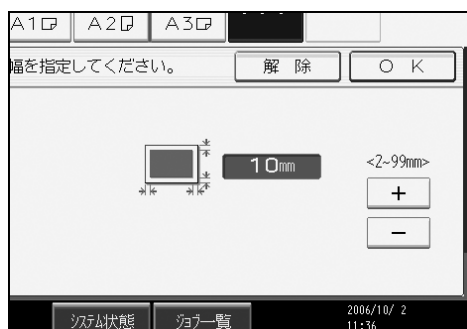 A1 A2 A3
幅を指定してください。 解 除 O K
10mm <2~99mm>
+
−
システム状態 ジョブ一覧 2006/10/ 2
11:36